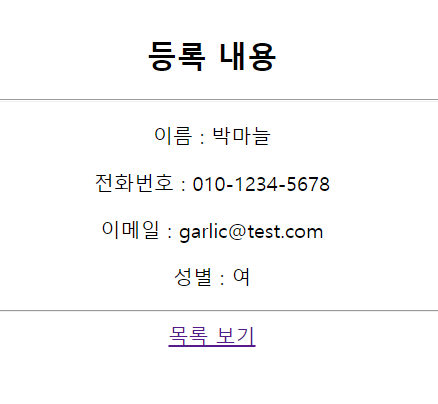 등록 내용
이름 : 박마늘
전화번호 : 010-1234-5678
이메일 : garlic@test.com
성별 : 여
목록 보기